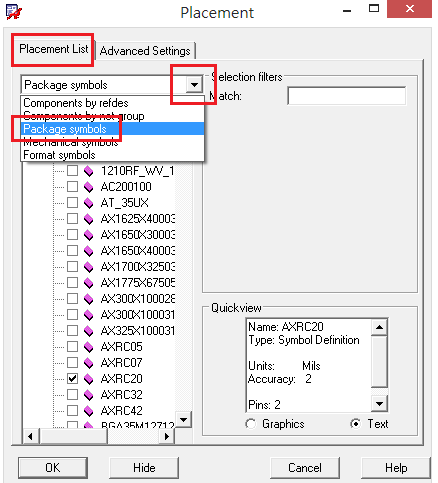 Placement
Placement List
Advanced Settings
Package symbols
Components by refdes
Components by net group
Package symbols
Mechanical symbols
Format symbols
1210RF_WV_1
AC200100
AT_35UX
AX1625X40003
AX1650X30003
AX1650X40003
AX1700X32503
AX1775X67505
AX300X100028
AX300X100031
AX325X100031
AXRC05
AXRC07
AXRC20
AXRC32
AXRC42
BGA35M12712
Selection filters
Match:
Quickview
Name: AXRC20
Type: Symbol Definition
Units: Mils
Accuracy: 2
Pins: 2
Graphics
Text
OK
Hide
Cancel
Help